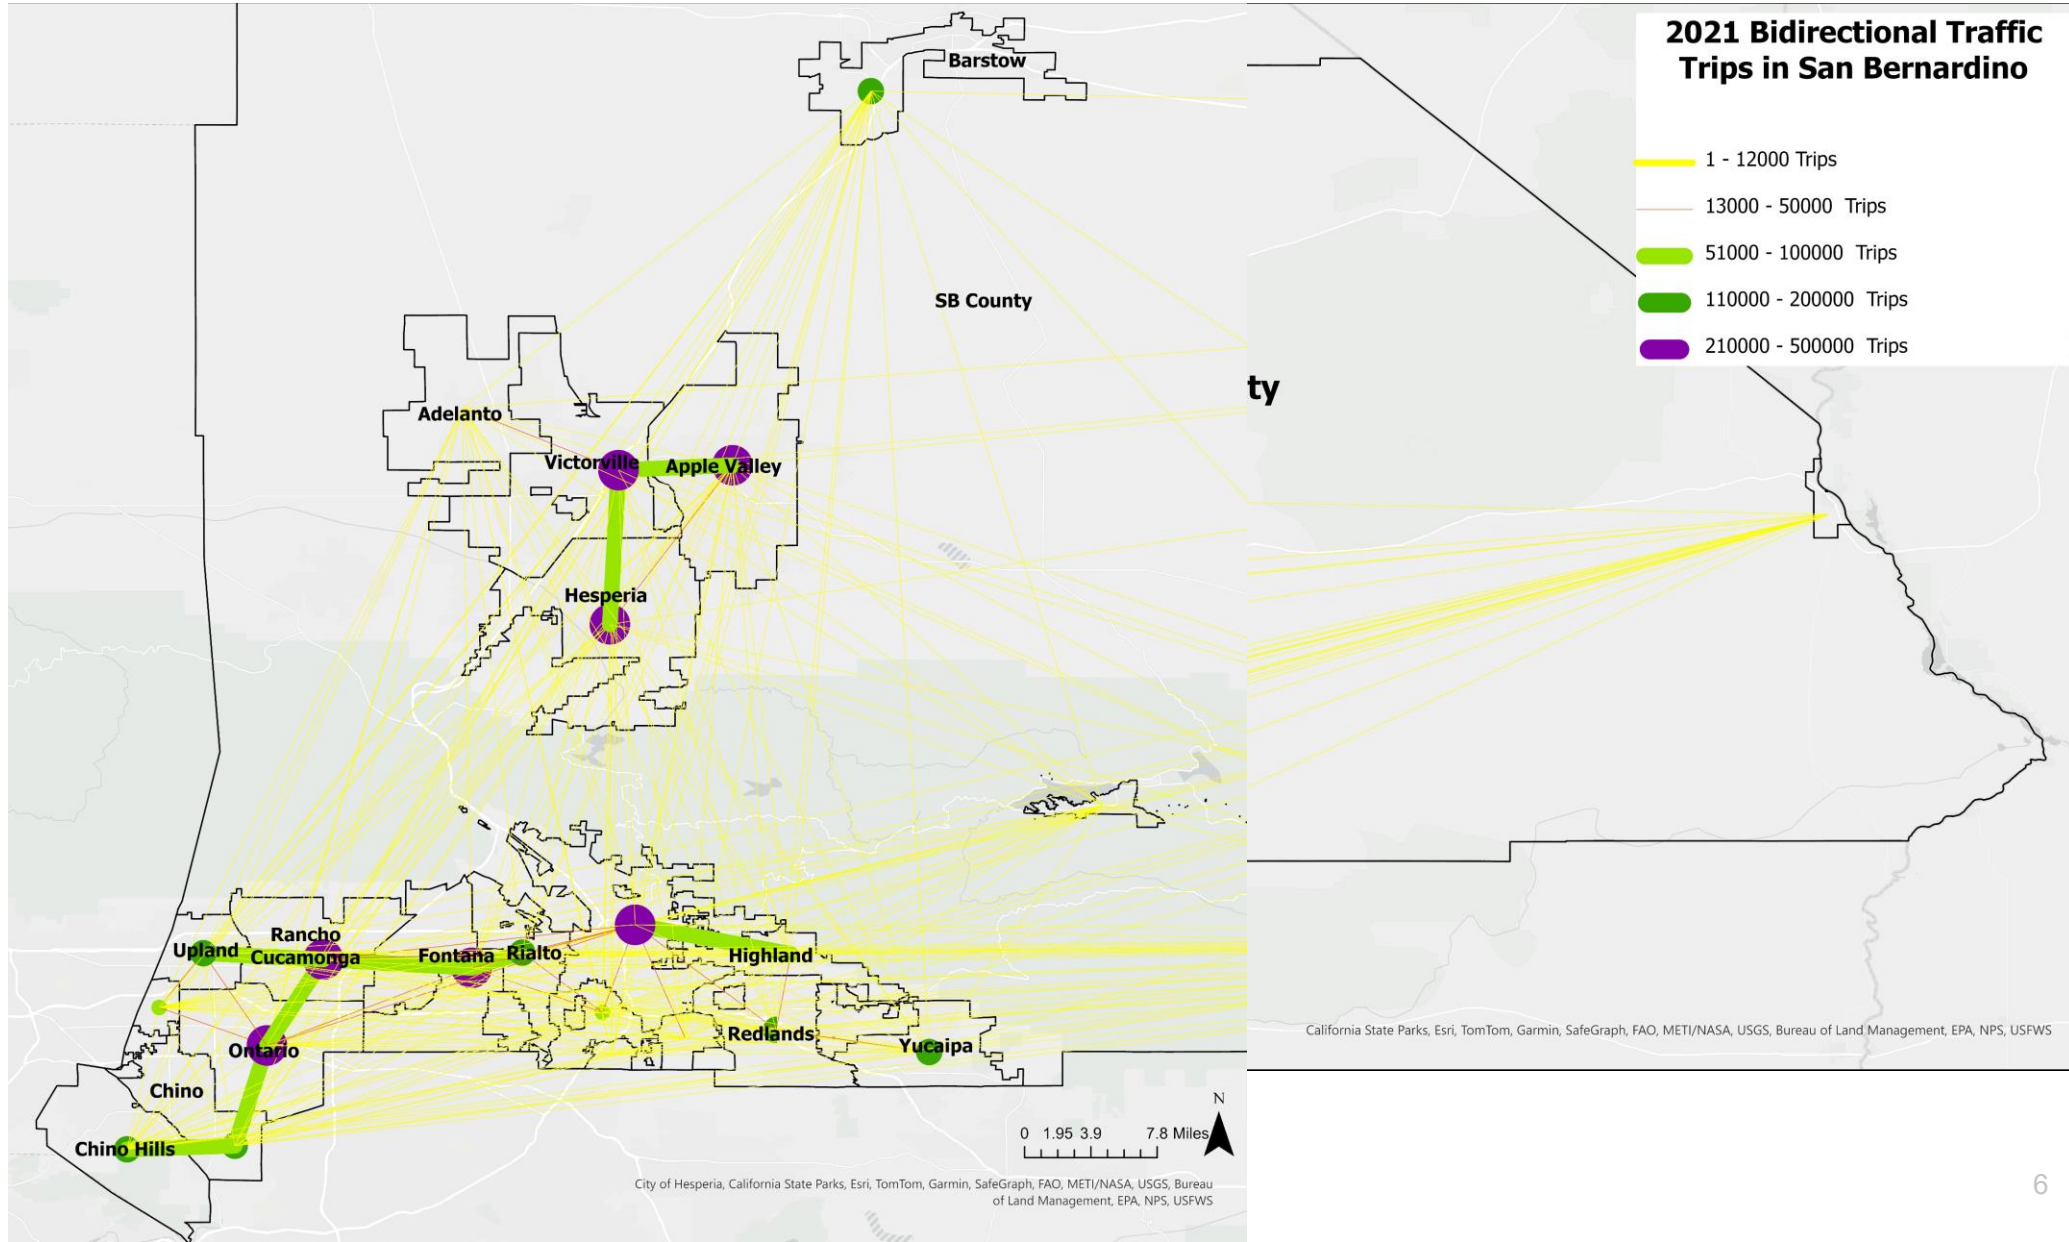 2021 Bidirectional Traffic
Trips in San Bernardino
1 - 12000 Trips
13000 - 50000 Trips
51000 - 100000 Trips
110000 - 200000 Trips
210000 - 500000 Trips
Barstow
SB County
ty
Adelanto
Victorville
Apple Valley
Hesperia
Rancho
Cucamonga
Upland
Fontana
Rialto
Highland
Redlands
Yucaipa
Ontario
Chino
Chino Hills
N
0 1.95 3.9 7.8 Miles
City of Hesperia, California State Parks, Esri, TomTom, Garmin, SafeGraph, FAO, METI/NASA, USGS, Bureau
of Land Management, EPA, NPS, USFWS
California State Parks, Esri, TomTom, Garmin, SafeGraph, FAO, METI/NASA, USGS, Bureau of Land Management, EPA, NPS, USFWS
6